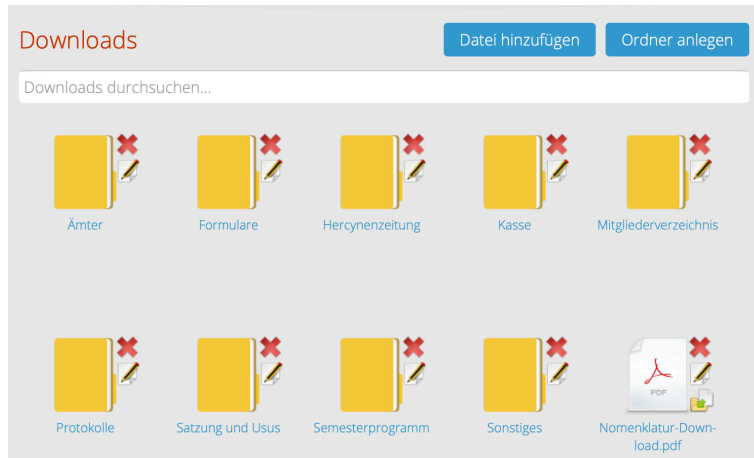 Downloads
Datei hinzufügen
Ordner anlegen
Downloads durchsuchen...
Ämter
Formulare
Hercynenzeitung
Kasse
Mitgliederverzeichnis
Protokolle
Satzung und Usus
Semesterprogramm
Sonstiges
PDF
Nomenklatur-Down-
load.pdf